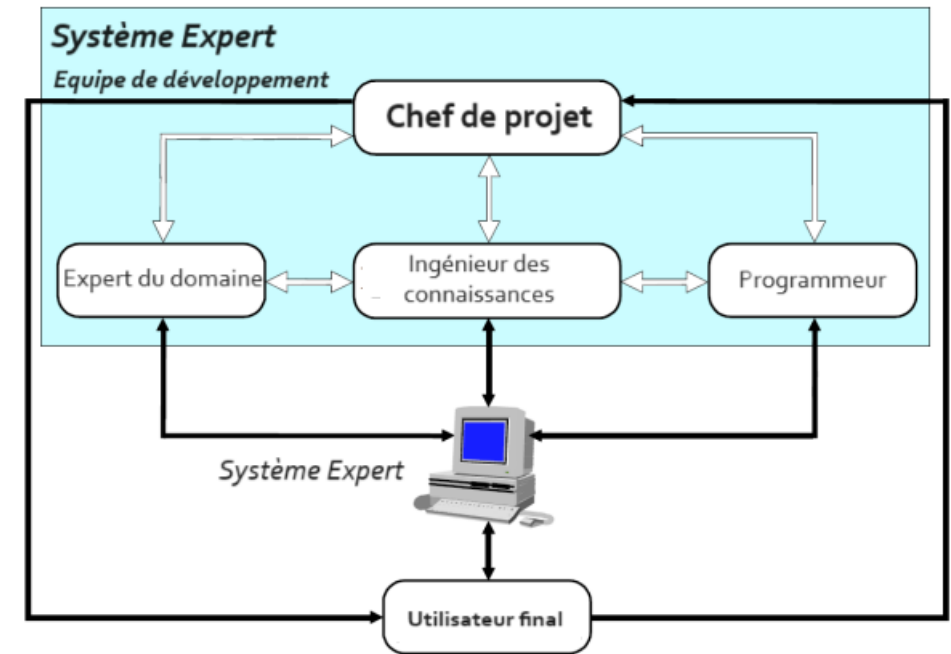 Système Expert
Equipe de développement
Chef de projet
Expert du domaine
Ingénieur des
connaissances
Programmeur
Système Expert
Utilisateur final